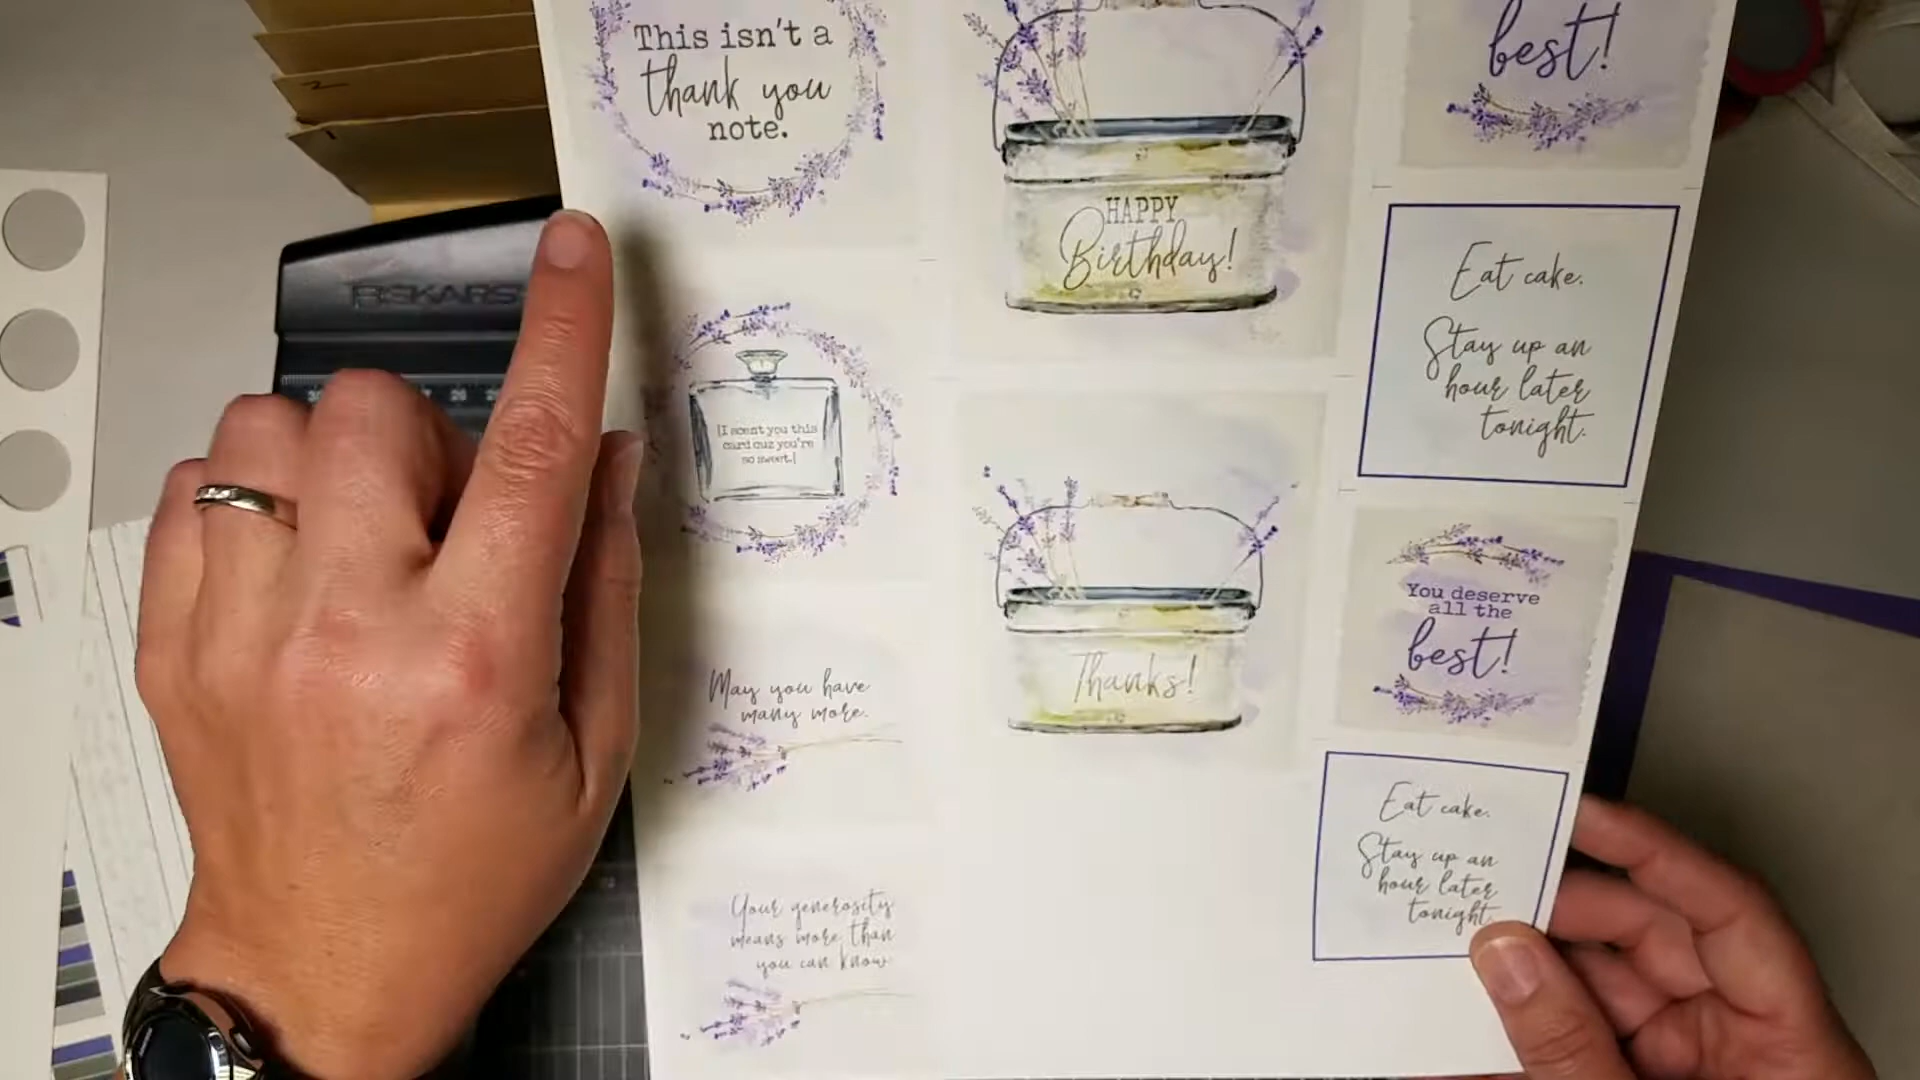 This isn't a
thank you
note.
HAPPY
Birthday!
best!
Eat cake.
Stay up an
hour later
tonight.
FISKARS
[I scent you this
card cuz you're
so sweet.]
Thanks!
You deserve
all the
best!
May you have
many more.
Eat cake.
Stay up an
hour later
tonight.
Your generosity
means more than
you can know.